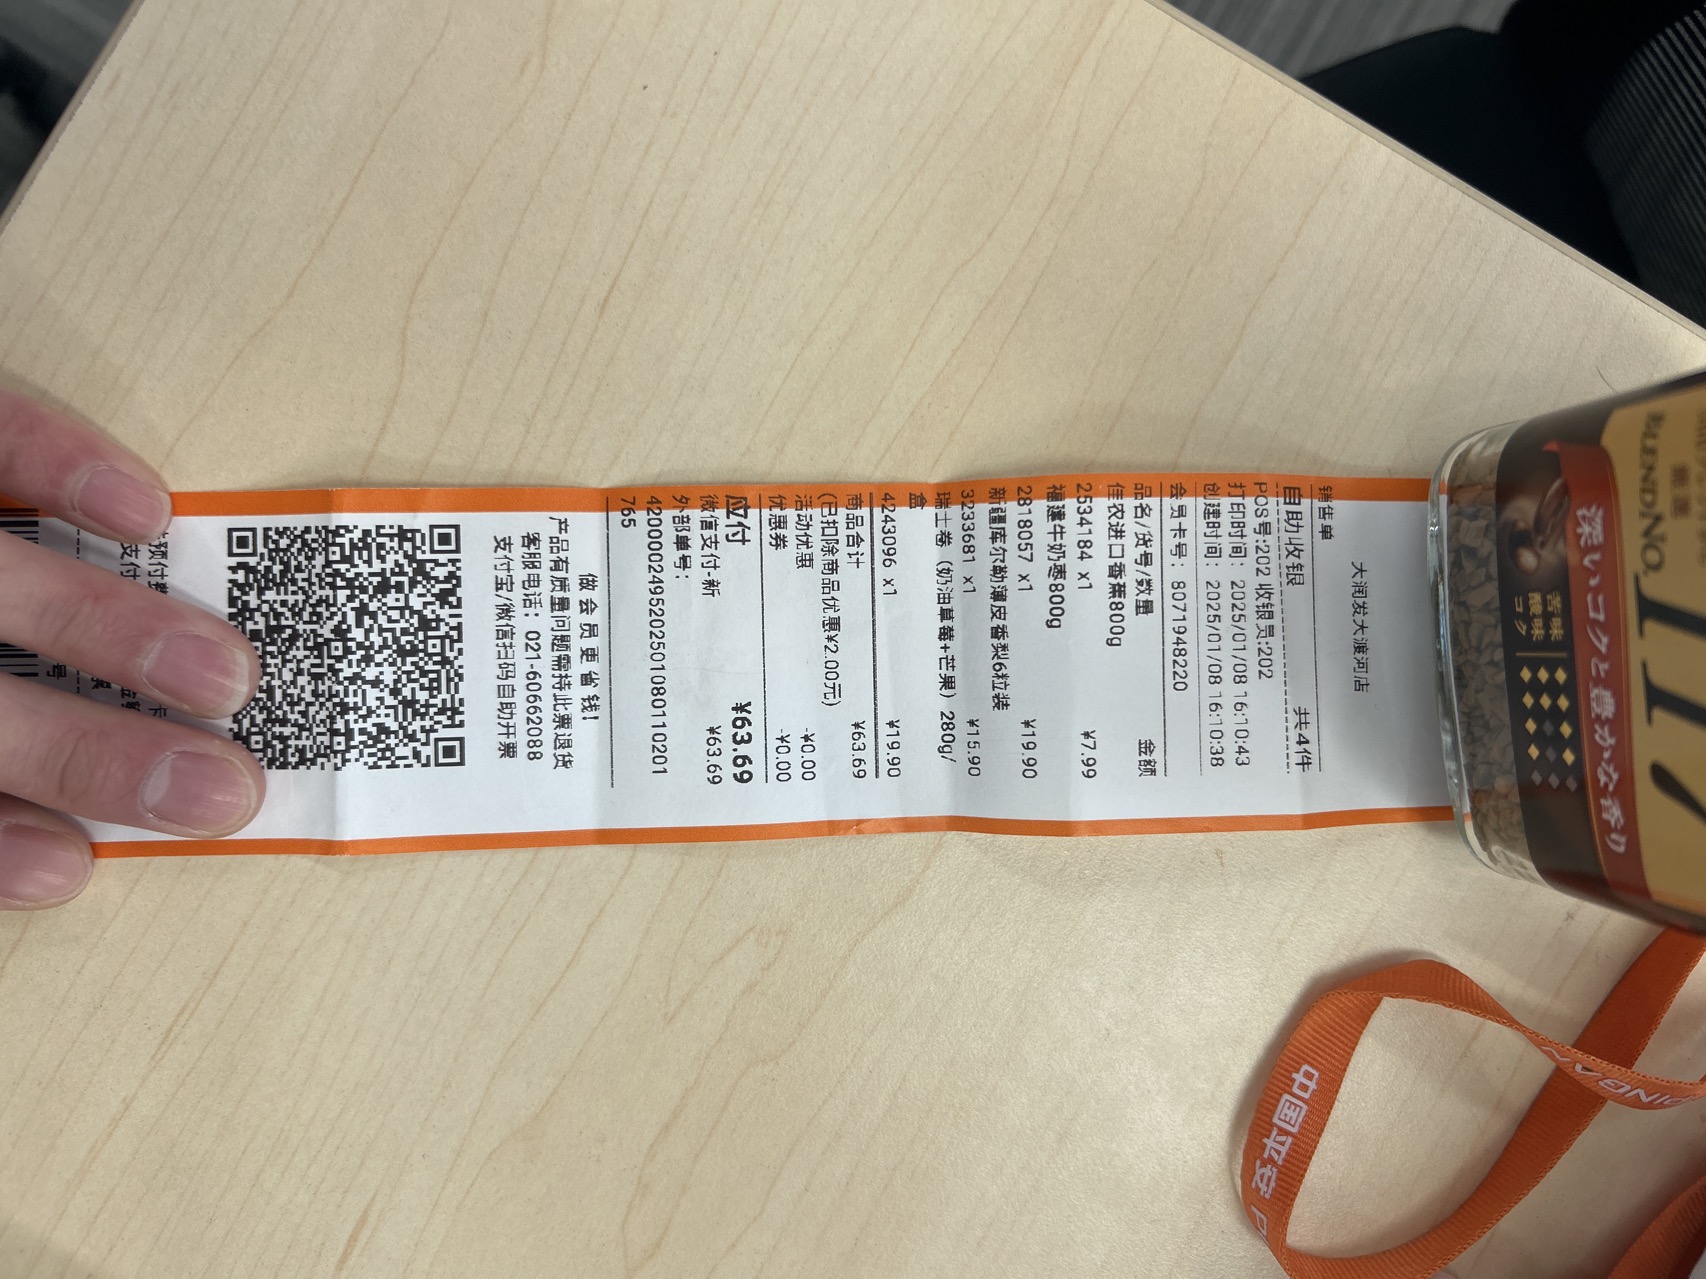 大润发大渡河店
销售单
自助收银 共4件
POS号:202 收银员:202
打印时间: 2025/01/08 16:10:43
创建时间: 2025/01/08 16:10:38
会员卡号: 8071948220
品名/货号/数量 金额
佳农进口香蕉800g
2534184 x1 ¥7.99
福建牛奶枣800g
2818057 x1 ¥19.90
新疆库尔勒薄皮香梨6粒装
3233681 x1 ¥15.90
瑞士卷（奶油草莓+芒果）280g/
盒
4243096 x1 ¥19.90
商品合计 ¥63.69
(已扣除商品优惠¥2.00元)
活动优惠 -¥0.00
优惠券 -¥0.00
应付 ¥63.69
微信支付-新 ¥63.69
外部单号:
4200002495202501080110201
765
做会员更省钱!
产品有质量问题需持此票退货
客服电话: 021-60662088
支付宝/微信扫码自助开票
预付
卡
支付
号
BLENDNO.
117
深いコクと豊かな香り
苦味
酸味
コク
中国平安 P
PINGAN